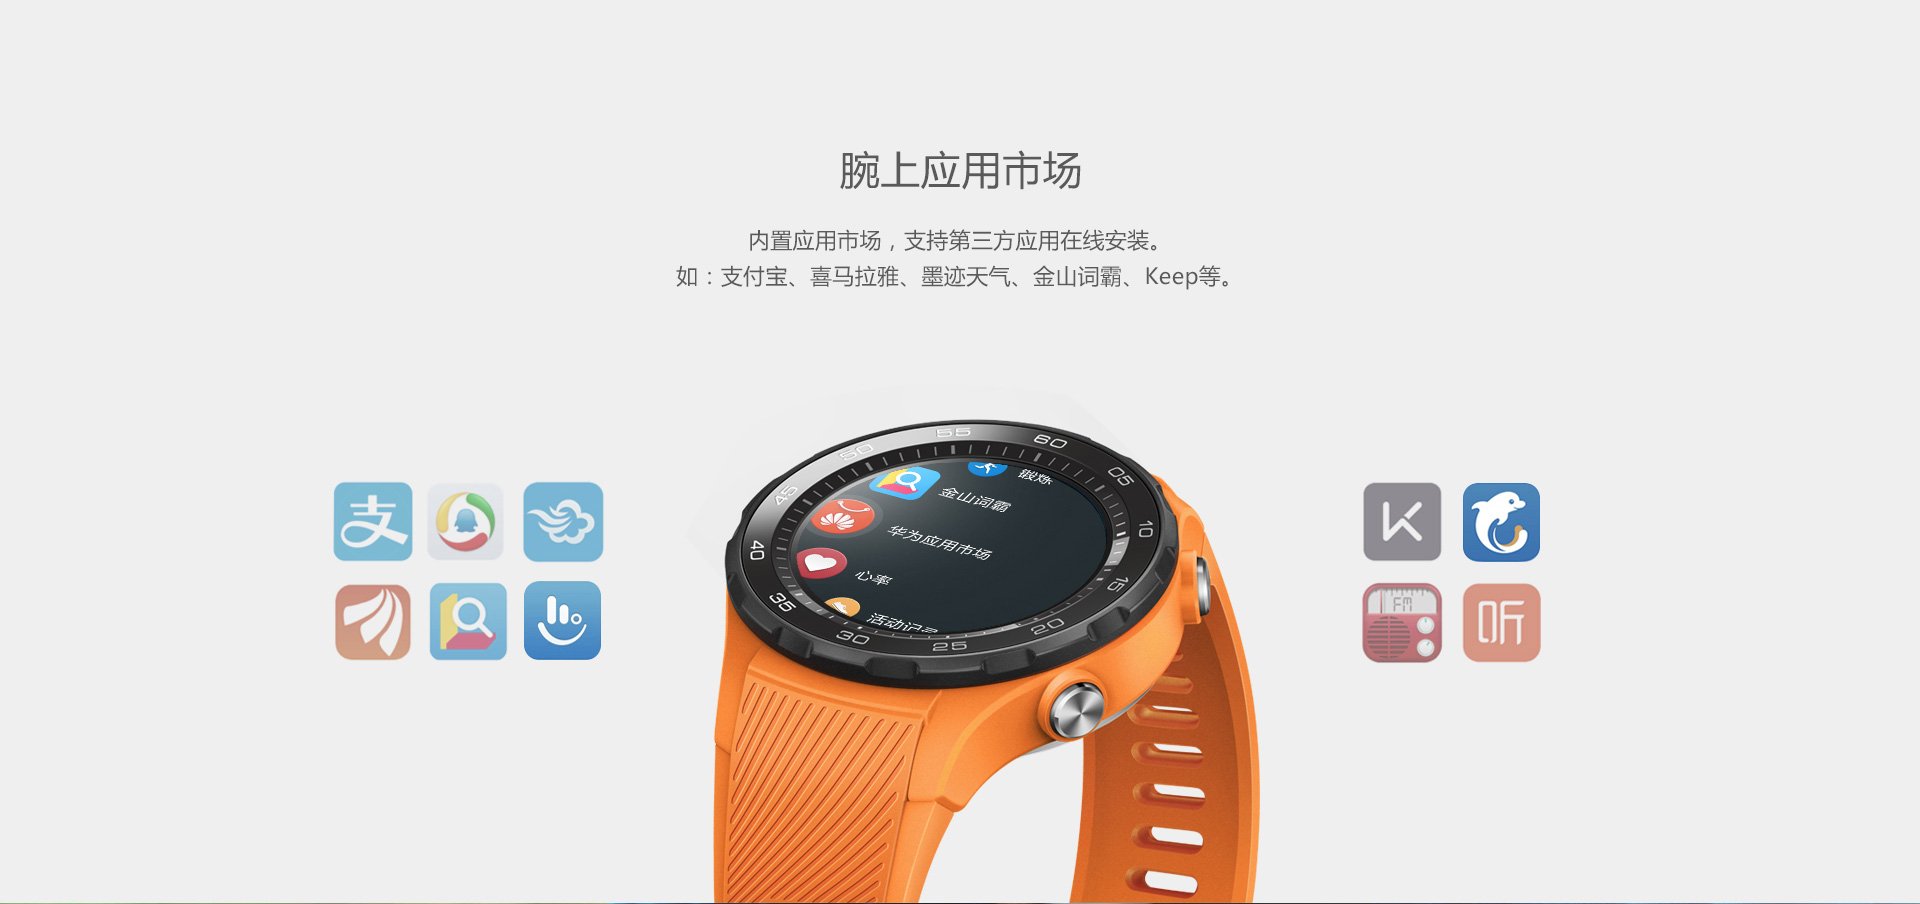 腕上应用市场
内置应用市场，支持第三方应用在线安装。
如：支付宝、喜马拉雅、墨迹天气、金山词霸、Keep等。
55
60
50
05
45
锻炼
金山词霸
10
华为应用市场
40
心率
15
35
活动记录
20
30
25
支
FM
听